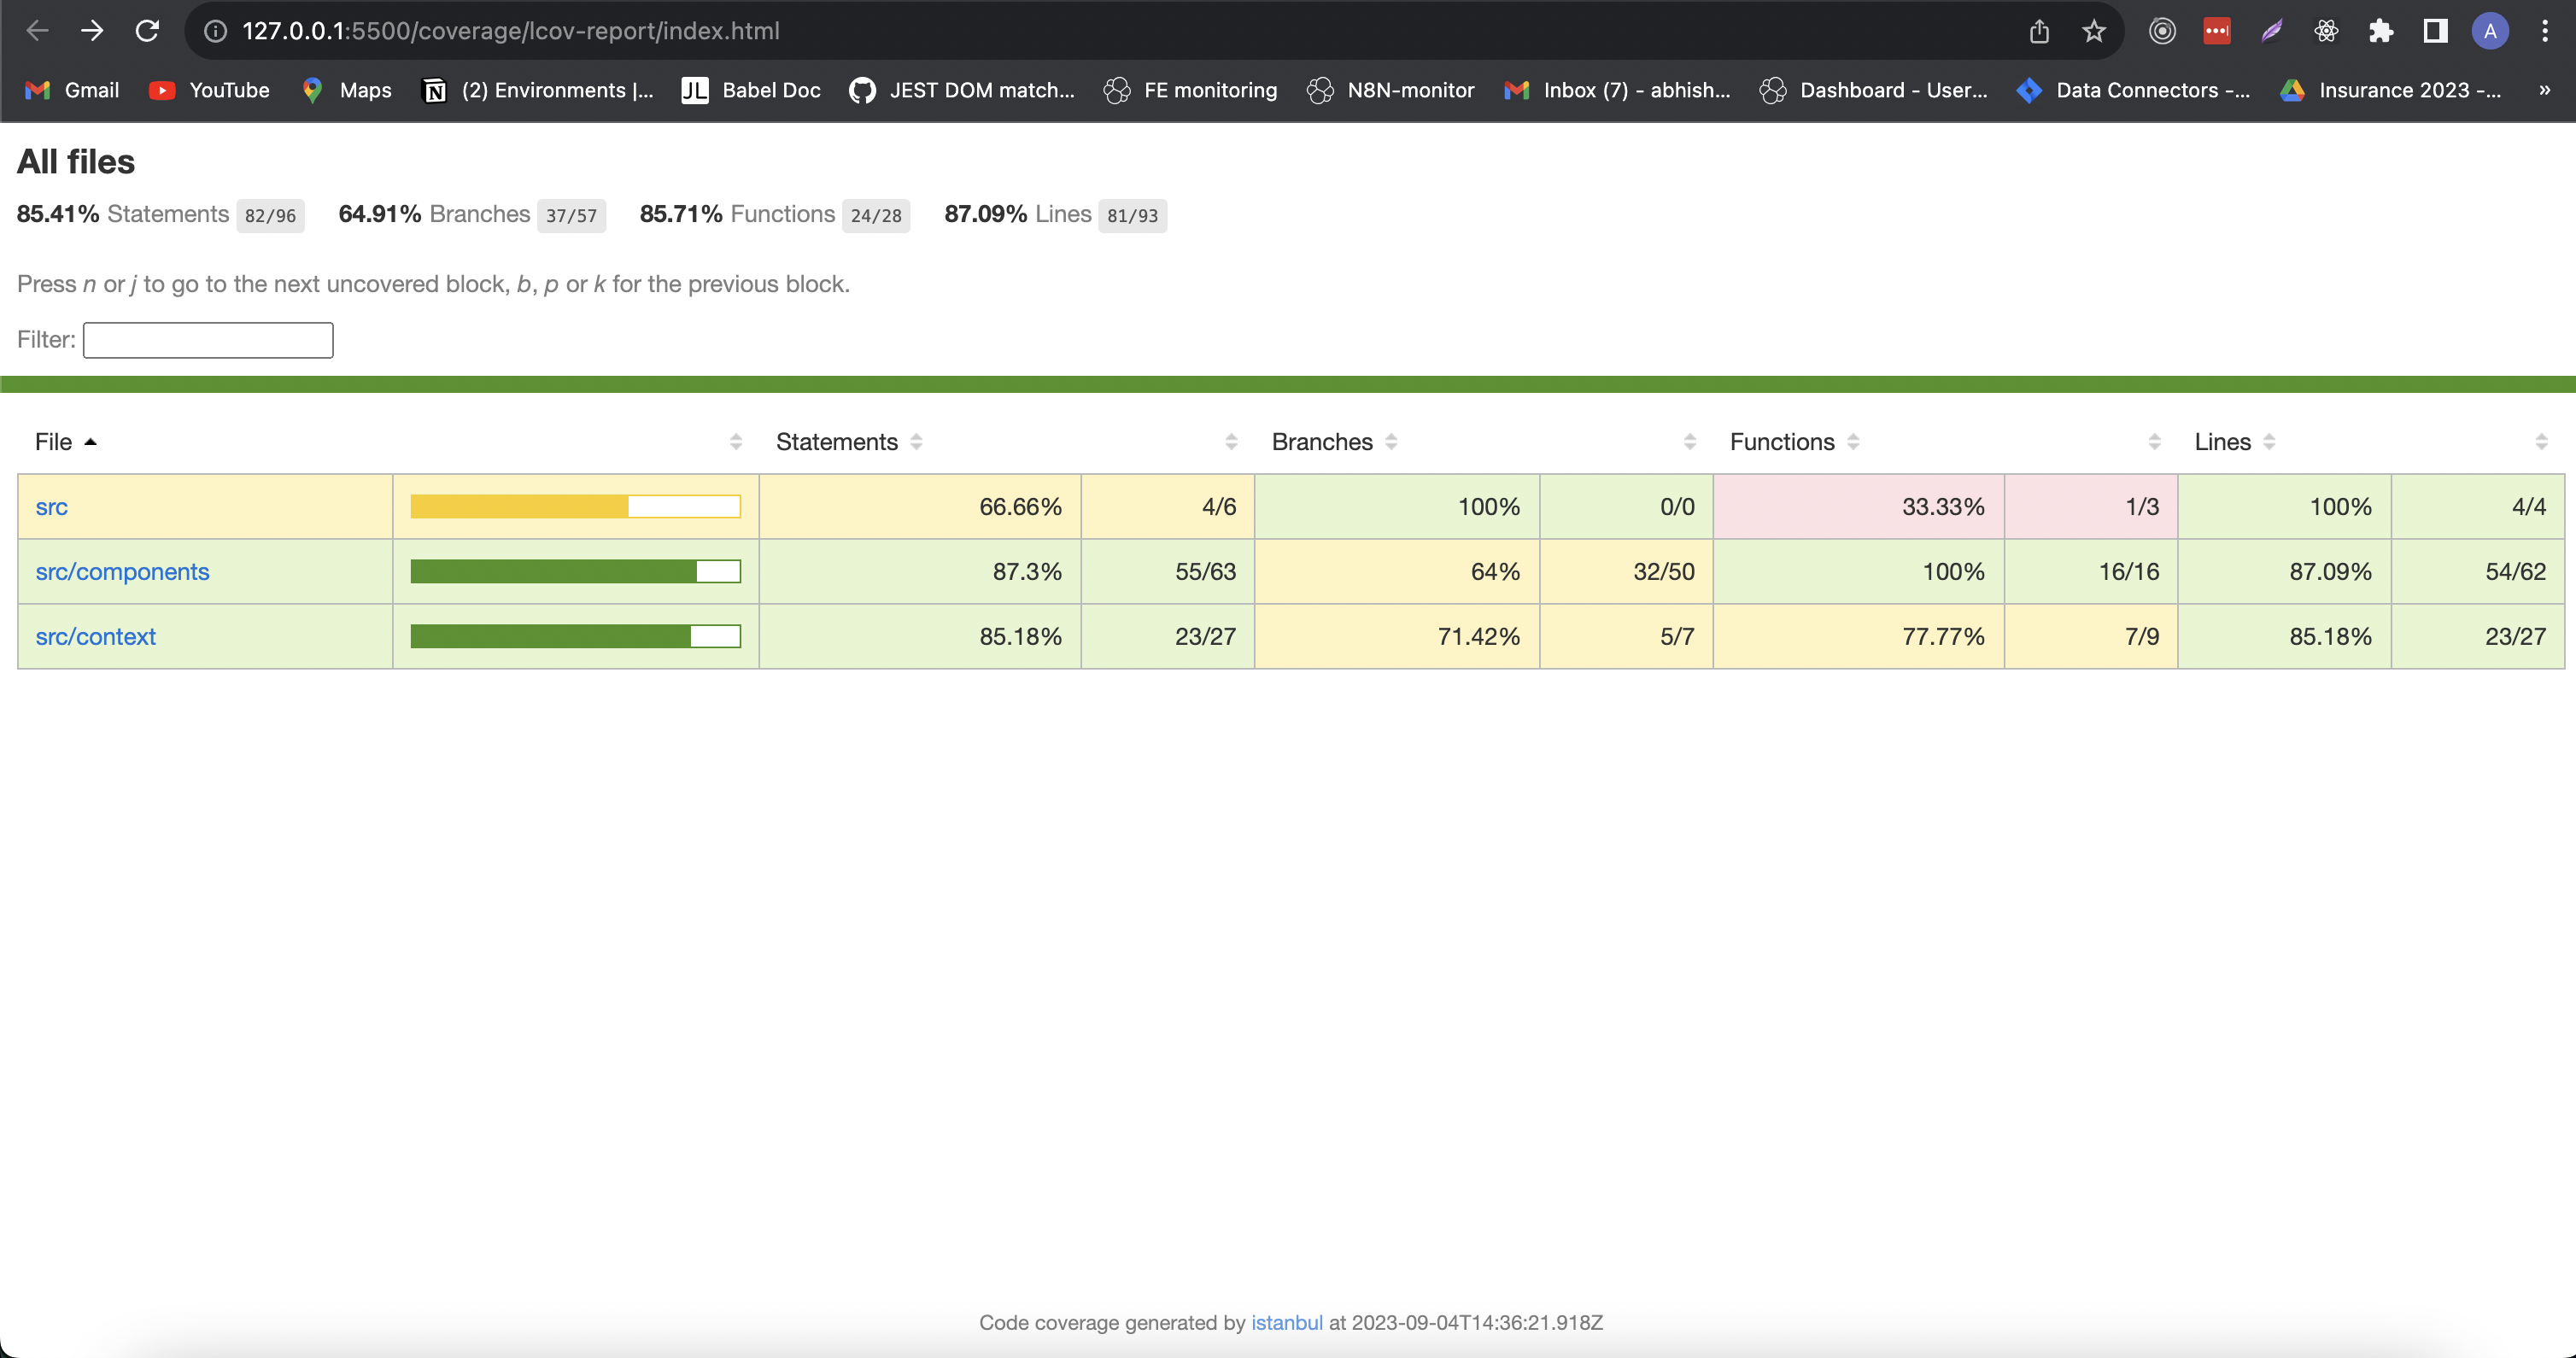 127.0.0.1:5500/coverage/lcov-report/index.html A
Gmail YouTube Maps (2) Environments |... JL Babel Doc JEST DOM match... FE monitoring N8N-monitor Inbox (7) - abhish... Dashboard - User... Data Connectors -... Insurance 2023 -... »
All files
85.41% Statements 82/96 64.91% Branches 37/57 85.71% Functions 24/28 87.09% Lines 81/93
Press n or j to go to the next uncovered block, b, p or k for the previous block.
Filter:
File Statements Branches Functions Lines
src 66.66% 4/6 100% 0/0 33.33% 1/3 100% 4/4
src/components 87.3% 55/63 64% 32/50 100% 16/16 87.09% 54/62
src/context 85.18% 23/27 71.42% 5/7 77.77% 7/9 85.18% 23/27
Code coverage generated by istanbul at 2023-09-04T14:36:21.918Z